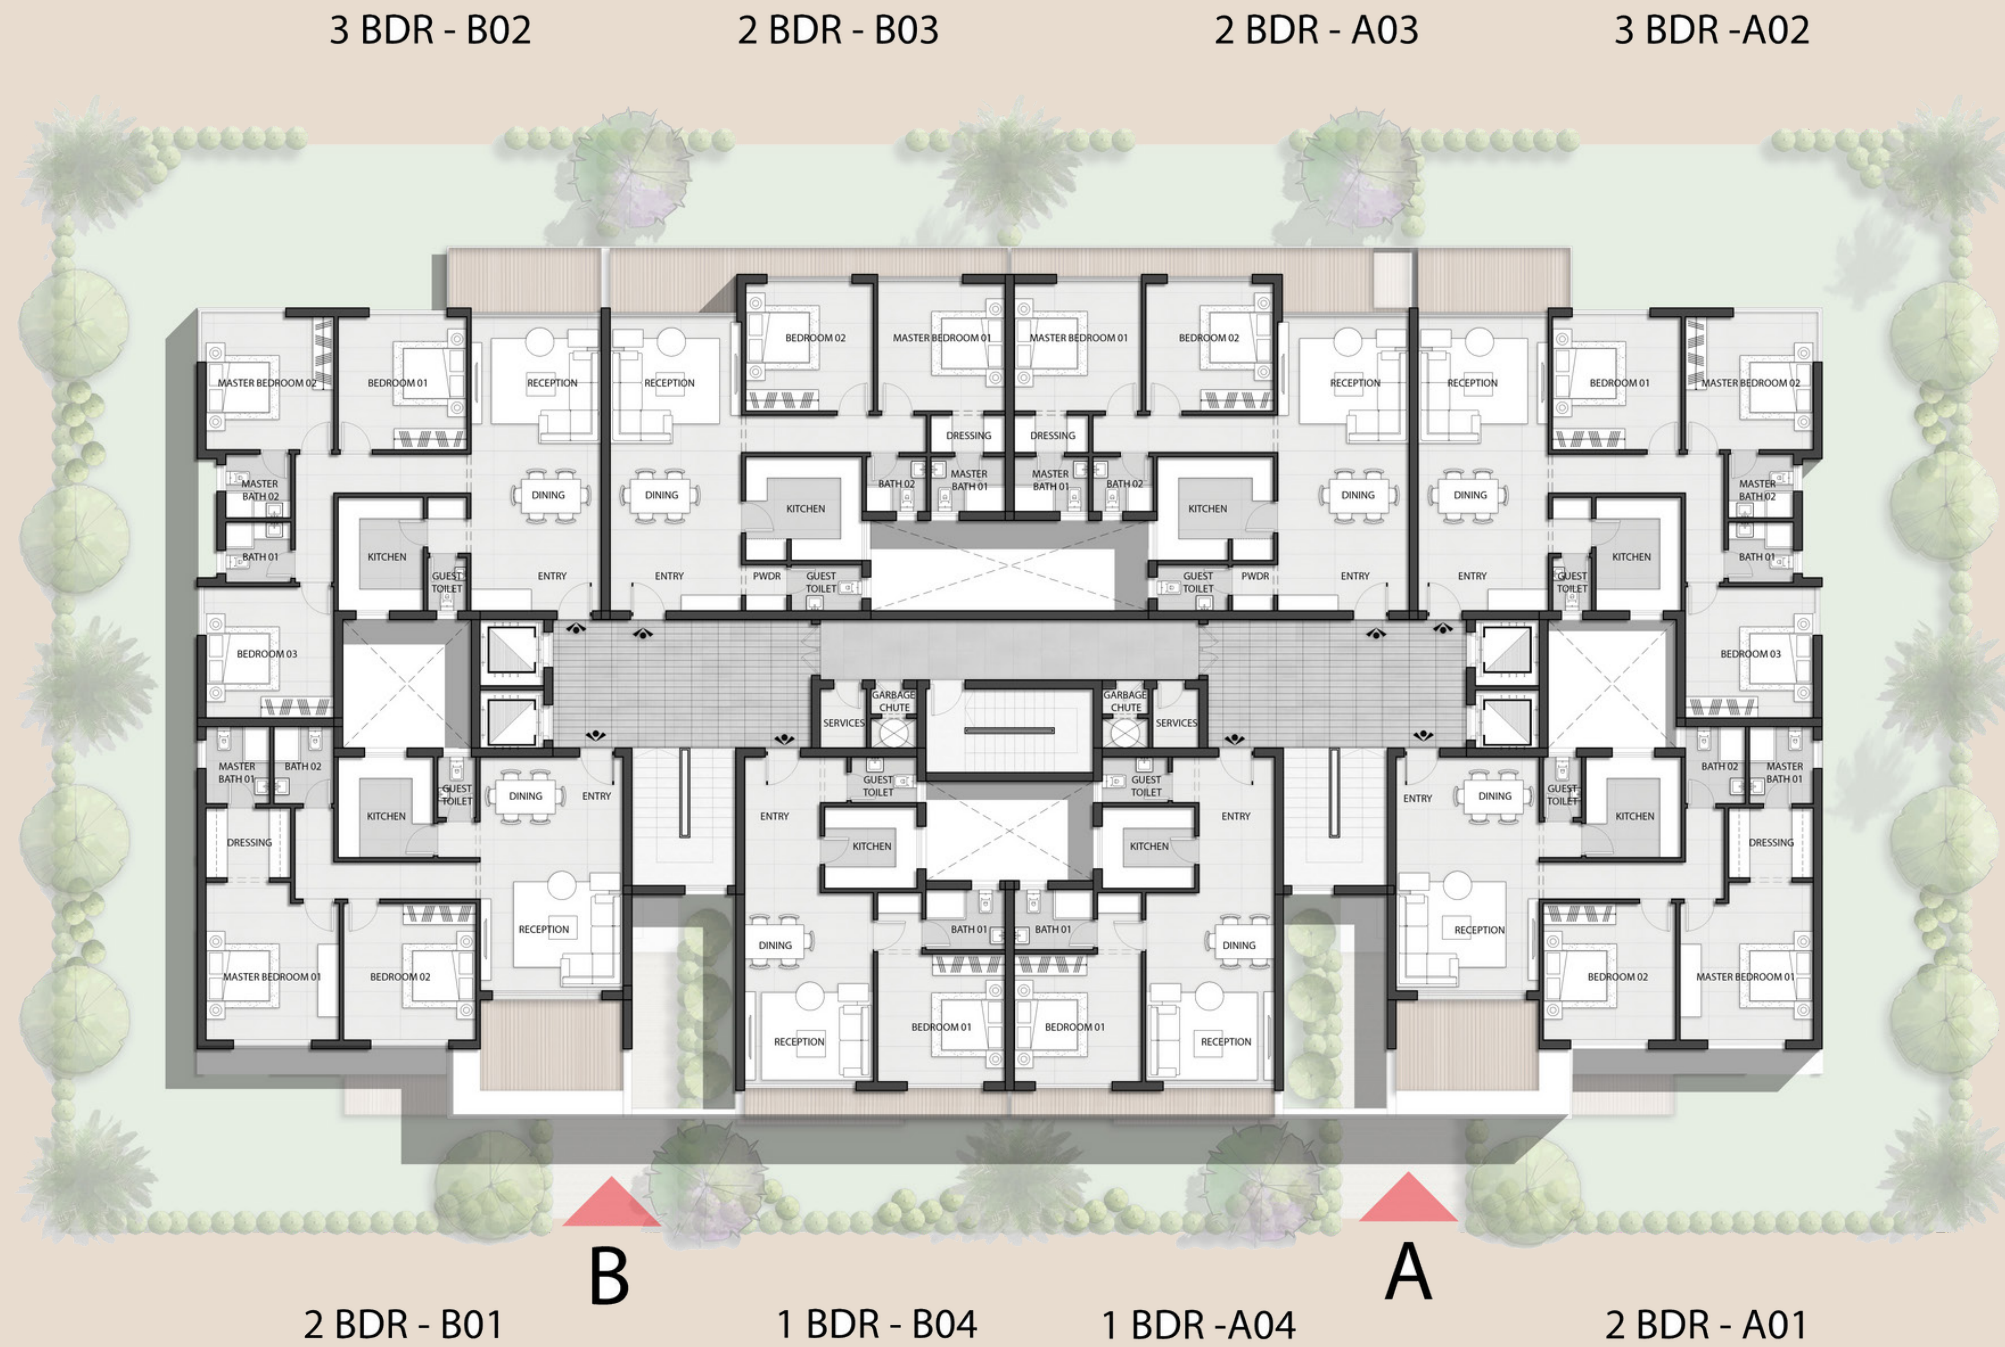 3 BDR - B02
2 BDR - B03
2 BDR - A03
3 BDR -A02
MASTER BEDROOM 02
BEDROOM 01
RECEPTION
RECEPTION
BEDROOM 02
MASTER BEDROOM 01
MASTER BEDROOM 01
BEDROOM 02
RECEPTION
RECEPTION
BEDROOM 01
MASTER BEDROOM 02
DRESSING
DRESSING
MASTER
BATH 02
DINING
DINING
KITCHEN
BATH 02
MASTER
BATH 01
MASTER
BATH 01
BATH 02
KITCHEN
DINING
DINING
MASTER
BATH 02
BATH 01
KITCHEN
GUEST
TOILET
ENTRY
ENTRY
PWDR
GUEST
TOILET
GUEST
TOILET
PWDR
ENTRY
ENTRY
GUEST
TOILET
KITCHEN
BATH 01
BEDROOM 03
BEDROOM 03
SERVICES
GARBAGE
CHUTE
GARBAGE
CHUTE
SERVICES
MASTER
BATH 01
BATH 02
KITCHEN
GUEST
TOILET
DINING
ENTRY
GUEST
TOILET
GUEST
TOILET
ENTRY
DINING
GUEST
TOILET
KITCHEN
BATH 02
MASTER
BATH 01
ENTRY
KITCHEN
KITCHEN
ENTRY
DRESSING
DRESSING
RECEPTION
DINING
BATH 01
BATH 01
DINING
RECEPTION
MASTER BEDROOM 01
BEDROOM 02
BEDROOM 02
MASTER BEDROOM 01
RECEPTION
BEDROOM 01
BEDROOM 01
RECEPTION
B
A
2 BDR - B01
1 BDR - B04
1 BDR -A04
2 BDR - A01